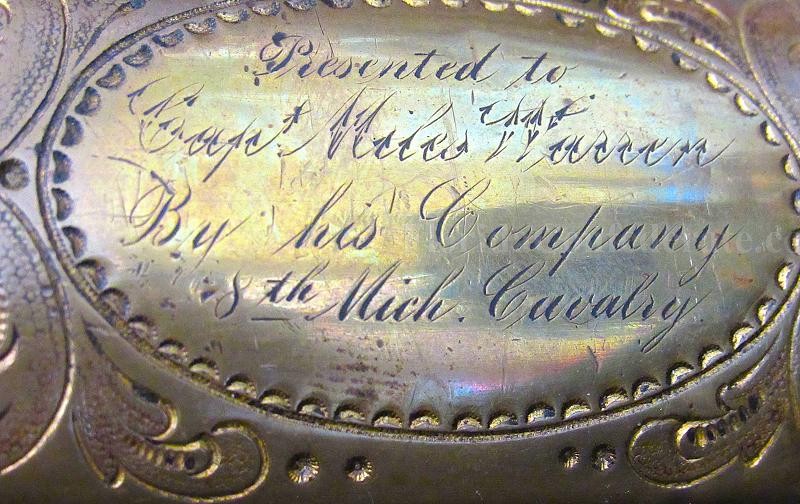 Presented to
Capt. Miles Warren
By his Company
8th Mich. Cavalry.